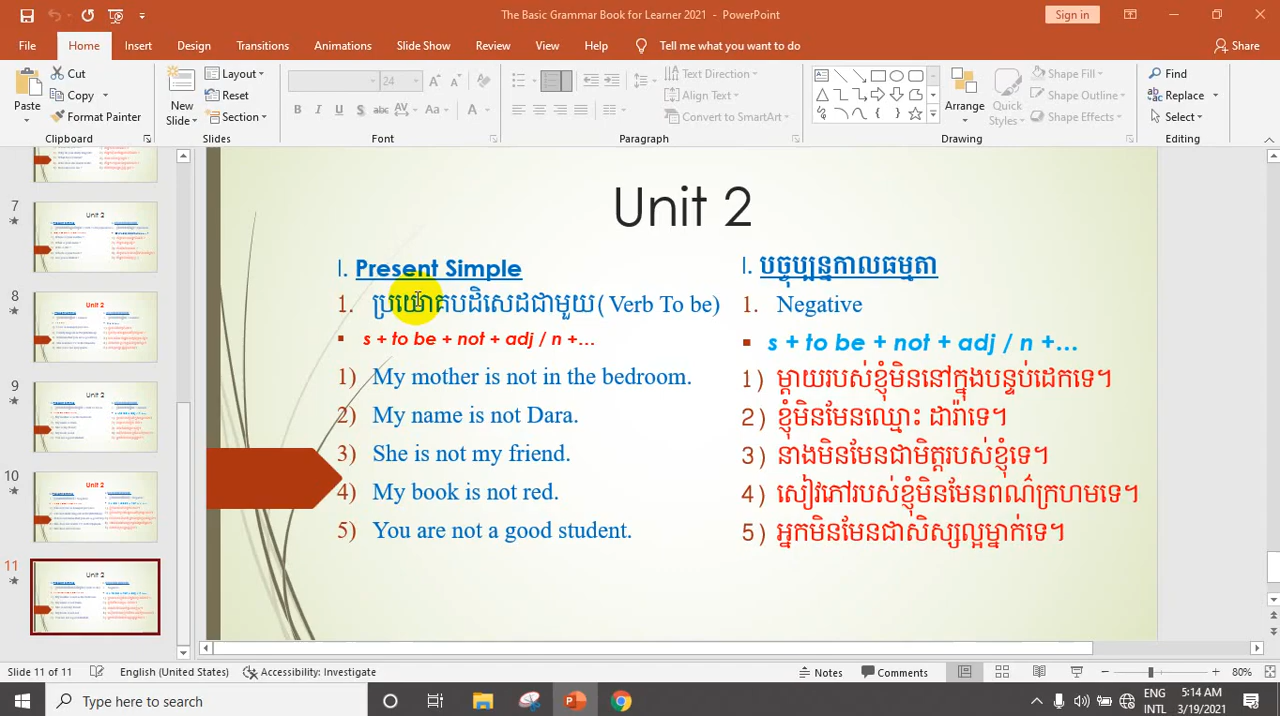 The Basic Grammar Book for Learner 2021 - PowerPoint
Sign in
File Home Insert Design Transitions Animations Slide Show Review View Help Tell me what you want to do Share
Paste
Cut
Copy
Format Painter
Clipboard
New Slide
Layout
Reset
Section
Slides
24
Font
Text Direction
Align Text
Convert to SmartArt
Paragraph
Arrange
Quick Styles
Shape Fill
Shape Outline
Shape Effects
Drawing
Find
Replace
Select
Editing
7
8
9
10
11
Unit 2
I. Present Simple
1. ប្រយោគបដិសេដជាមួយ( Verb To be)
s + to be + not + adj / n +...
1) My mother is not in the bedroom.
2) My name is not Dara.
3) She is not my friend.
4) My book is not red.
5) You are not a good student.
I. បច្ចុប្បន្នកាលធម្មតា
1. Negative
s + to be + not + adj / n +...
1) ម្តាយរបស់ខ្ញុំមិននៅក្នុងបន្ទប់ដេកទេ។
2) ខ្ញុំមិនមែនឈ្មោះ ដារ៉ាទេ។
3) នាងមិនមែនជាមិត្តរបស់ខ្ញុំទេ។
4) សៀវភៅរបស់ខ្ញុំមិនមែនពណ៌ក្រហមទេ។
5) អ្នកមិនមែនជាសិស្សល្អម្នាក់ទេ។
Slide 11 of 11 English (United States) Accessibility: Investigate Notes Comments 80%
Type here to search
ENG
INTL
5:14 AM
3/19/2021